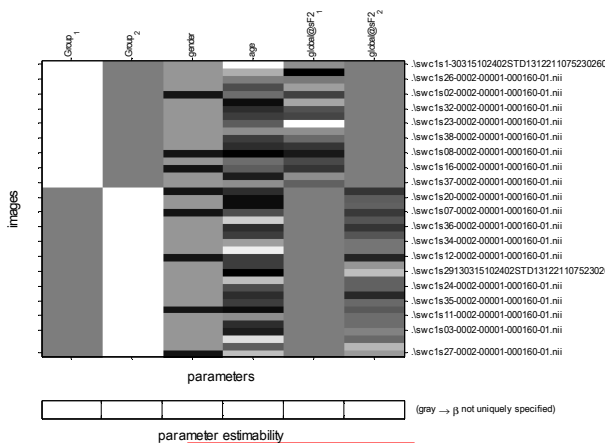 Group1
Group2
gender
age
global@sF21
global@sF22
.\swc1s1-30315102402STD1312211075230260
.\swc1s26-0002-00001-000160-01.nii
.\swc1s02-0002-00001-000160-01.nii
.\swc1s32-0002-00001-000160-01.nii
.\swc1s23-0002-00001-000160-01.nii
.\swc1s38-0002-00001-000160-01.nii
.\swc1s08-0002-00001-000160-01.nii
.\swc1s16-0002-00001-000160-01.nii
.\swc1s37-0002-00001-000160-01.nii
.\swc1s20-0002-00001-000160-01.nii
.\swc1s07-0002-00001-000160-01.nii
.\swc1s36-0002-00001-000160-01.nii
.\swc1s34-0002-00001-000160-01.nii
.\swc1s12-0002-00001-000160-01.nii
.\swc1s29130315102402STD131221107523026
.\swc1s24-0002-00001-000160-01.nii
.\swc1s35-0002-00001-000160-01.nii
.\swc1s11-0002-00001-000160-01.nii
.\swc1s03-0002-00001-000160-01.nii
.\swc1s27-0002-00001-000160-01.nii
images
parameters
(gray → β not uniquely specified)
parameter estimability